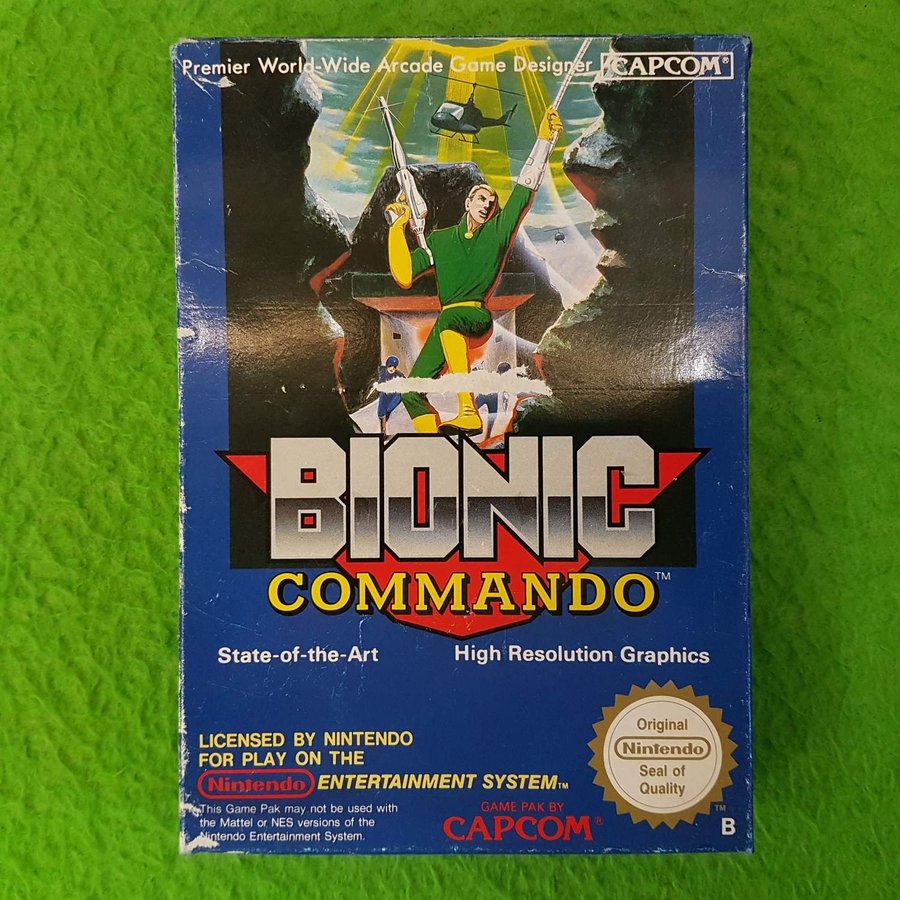 Premier World-Wide Arcade Game Designer CAPCOM®
BIONIC
COMMANDO™
State-of-the-Art High Resolution Graphics
LICENSED BY NINTENDO
FOR PLAY ON THE
Nintendo ENTERTAINMENT SYSTEM™
This Game Pak may not be used with
the Mattel or NES versions of the
Nintendo Entertainment System.
GAME PAK BY
CAPCOM®
Original
Nintendo
Seal of
Quality
™
B